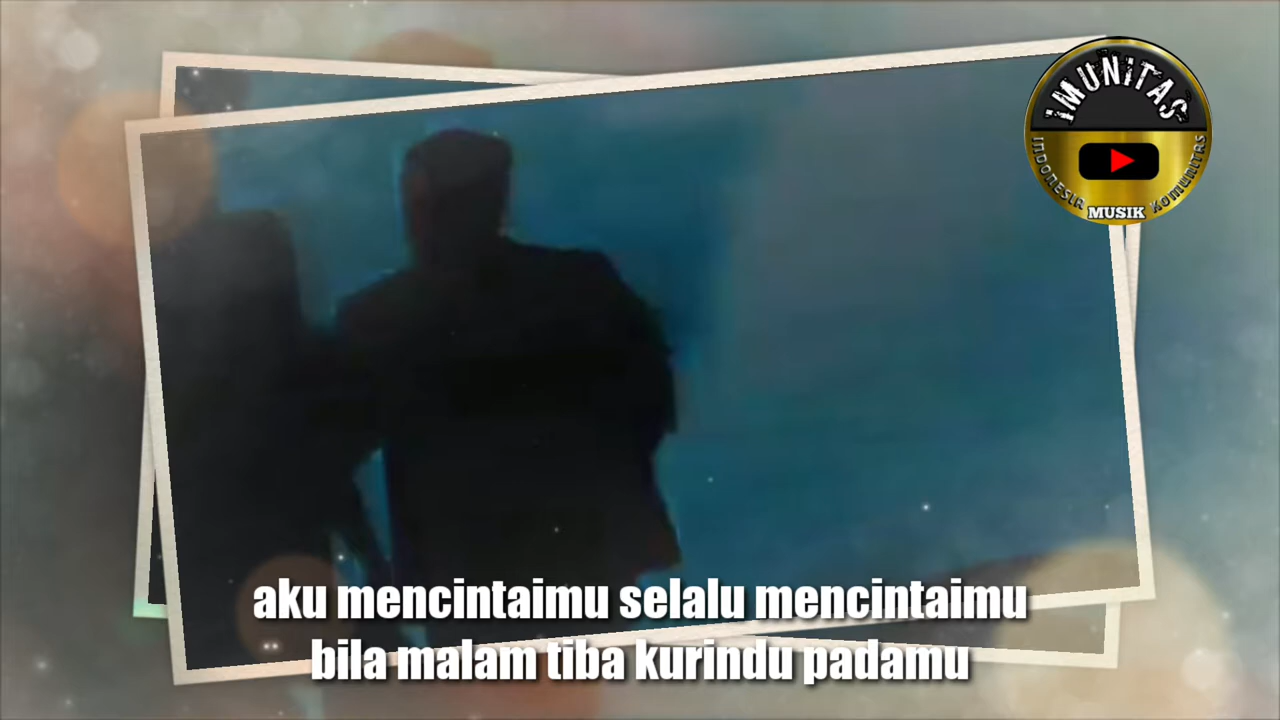 IMUNITAS
INDONESIA MUSIK KOMUNITAS
aku mencintaimu selalu mencintaimu
bila malam tiba kurindu padamu